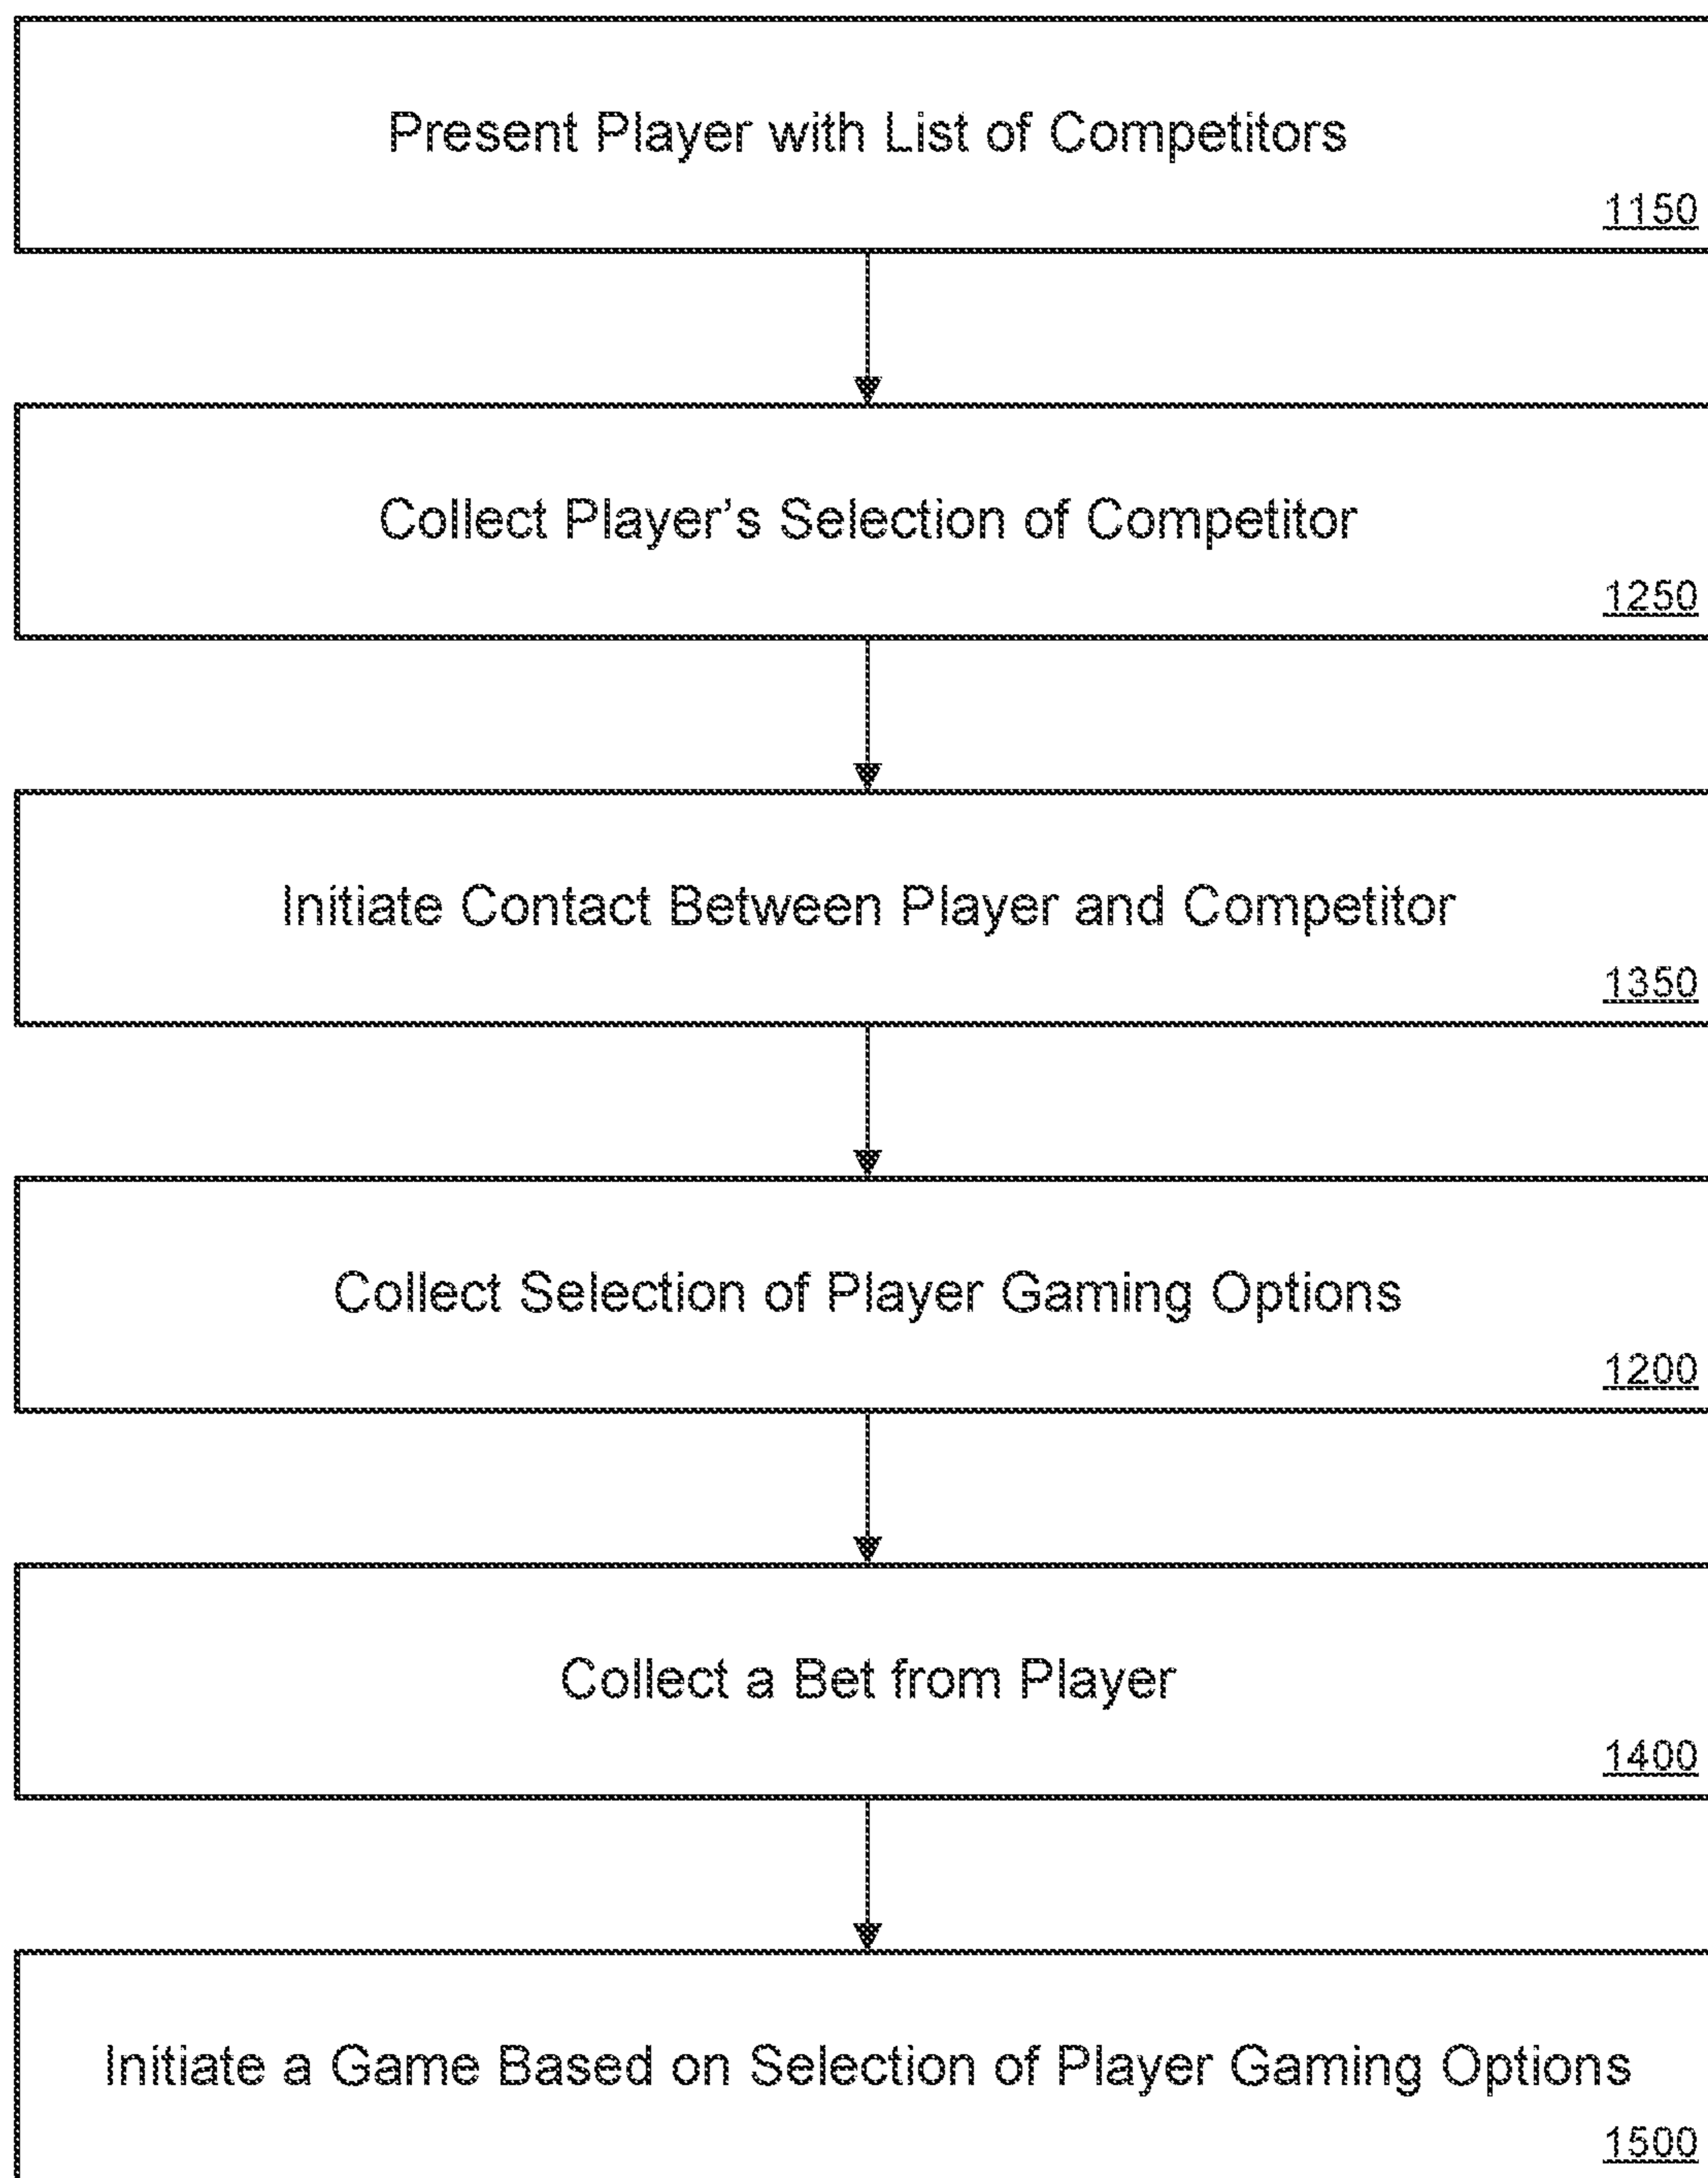 Present Player with List of Competitors
1150
Collect Player's Selection of Competitor
1250
Initiate Contact Between Player and Competitor
1350
Collect Selection of Player Gaming Options
1200
Collect a Bet from Player
1400
Initiate a Game Based on Selection of Player Gaming Options
1500